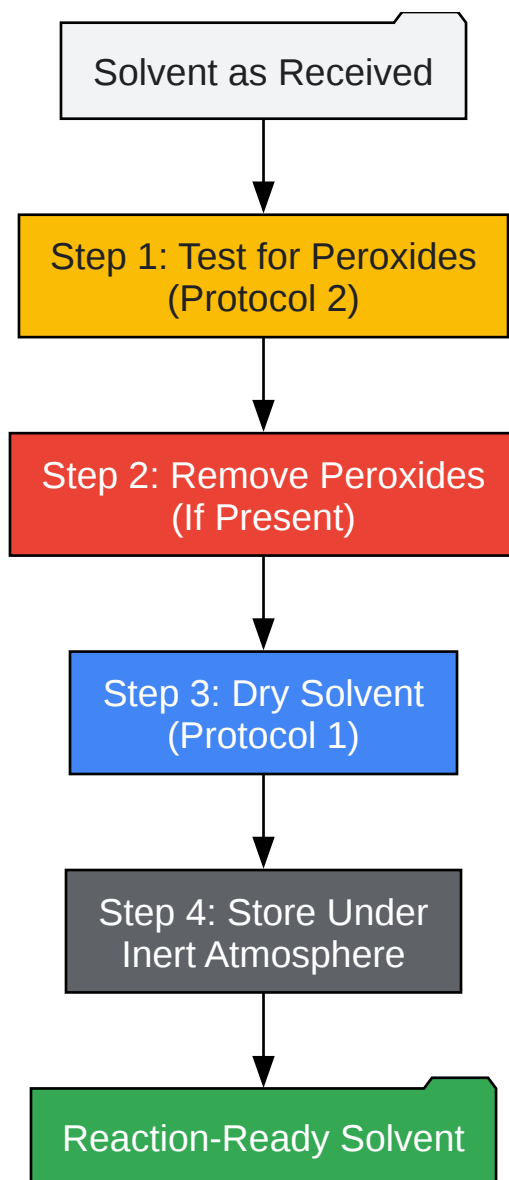 Solvent as Received
Step 1: Test for Peroxides
(Protocol 2)
Step 2: Remove Peroxides
(If Present)
Step 3: Dry Solvent
(Protocol 1)
Step 4: Store Under
Inert Atmosphere
Reaction-Ready Solvent